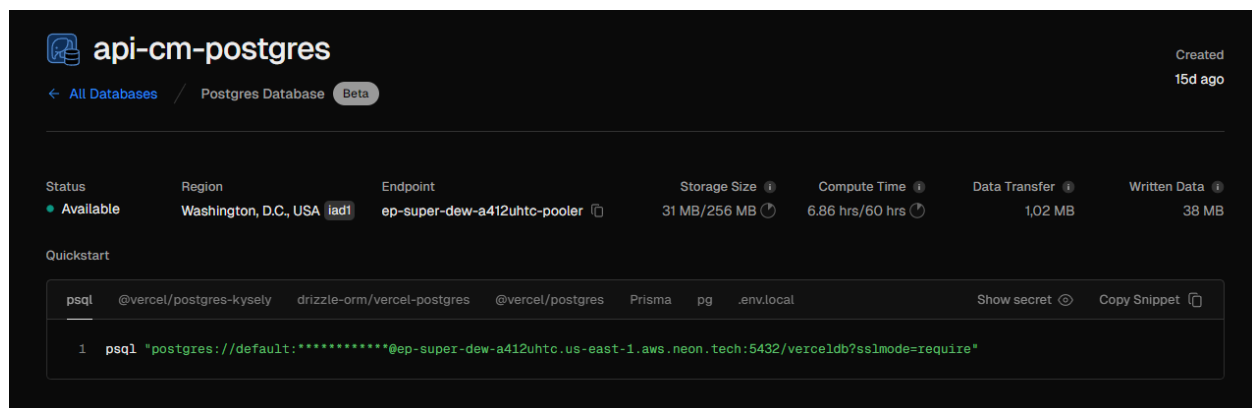 api-cm-postgres
Created
15d ago
← All Databases / Postgres Database Beta
Status Region Endpoint Storage Size Compute Time Data Transfer Written Data
Available Washington, D.C., USA iad1 ep-super-dew-a412uhtc-pooler 31 MB/256 MB 6.86 hrs/60 hrs 1,02 MB 38 MB
Quickstart
psql @vercel/postgres-kysely drizzle-orm/vercel-postgres @vercel/postgres Prisma pg .env.local Show secret Copy Snippet
1 psql "postgres://default:************@ep-super-dew-a412uhtc.us-east-1.aws.neon.tech:5432/verceldb?sslmode=require"